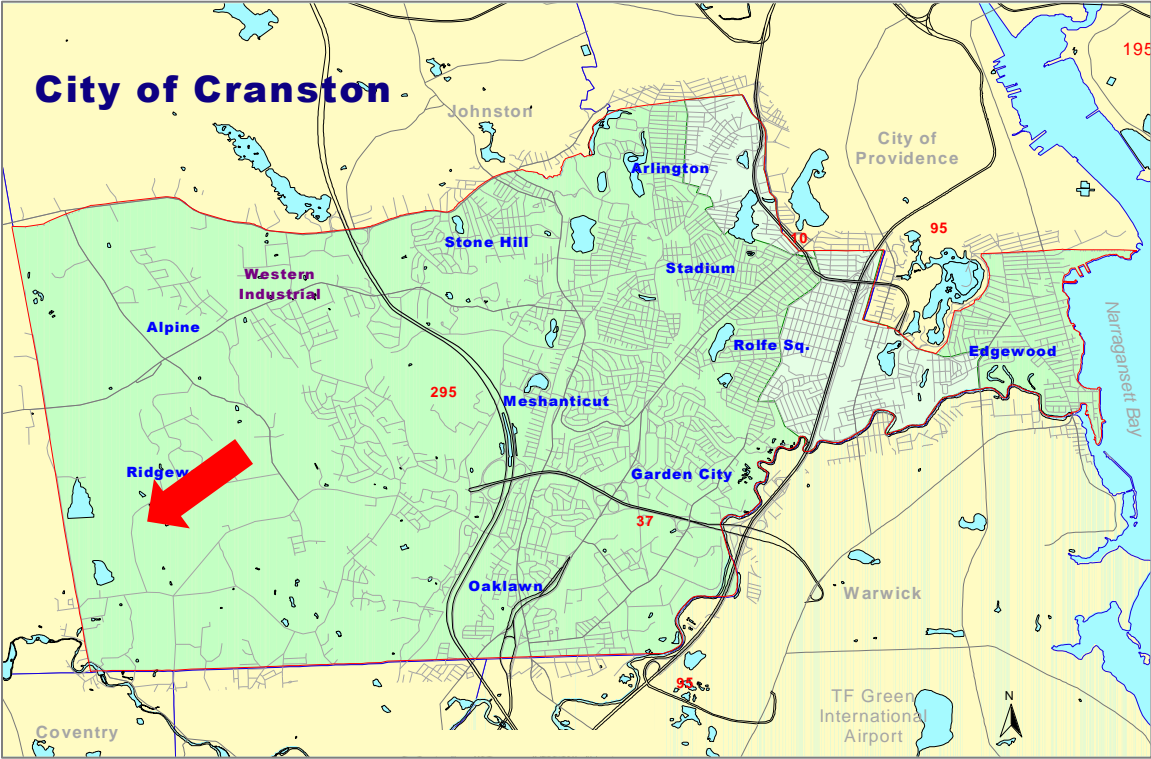 City of Cranston
195
Johnston
City of
Providence
Arlington
10
95
Stone Hill
Stadium
Western
Industrial
Alpine
Rolfe Sq.
Edgewood
Narragansett Bay
295
Meshanticut
Ridgew
Garden City
37
Oaklawn
Warwick
95
TF Green
International
Airport
N
Coventry